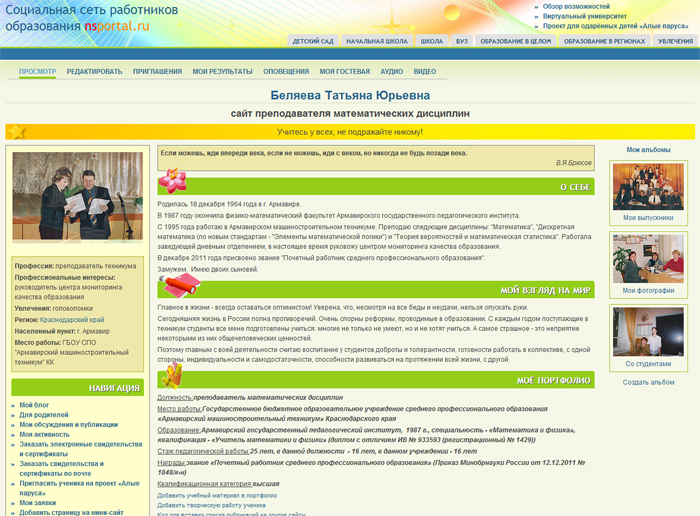 Социальная сеть работников
образования nsportal.ru
» Обзор возможностей
» Виртуальный университет
» Проект для одарённых детей «Алые паруса»
ДЕТСКИЙ САД НАЧАЛЬНАЯ ШКОЛА ШКОЛА ВУЗ ОБРАЗОВАНИЕ В ЦЕЛОМ ОБРАЗОВАНИЕ В РЕГИОНАХ УВЛЕЧЕНИЯ
ПРОСМОТР РЕДАКТИРОВАТЬ ПРИГЛАШЕНИЯ МОИ РЕЗУЛЬТАТЫ ОПОВЕЩЕНИЯ МОЯ ГОСТЕВАЯ АУДИО ВИДЕО
Беляева Татьяна Юрьевна
сайт преподавателя математических дисциплин
Учитесь у всех, не подражайте никому!
Профессия: преподаватель техникума
Профессиональные интересы:
руководитель центра мониторинга
качества образования
Увлечения: головоломки
Регион: Краснодарский край
Населенный пункт: г. Армавир
Место работы: ГБОУ СПО
"Армавирский машиностроительный
техникум" КК
НАВИГАЦИЯ
» Мой блог
» Для родителей
» Мои обсуждения и публикации
» Моя активность
» Заказать электронные свидетельства
и сертификаты
» Заказать свидетельства и
сертификаты по почте
» Пригласить ученика на проект «Алые
паруса»
» Мои заявки
» Добавить страницу на мини-сайт
Если можешь, иди впереди века, если не можешь, иди с веком, но никогда не будь позади века.
В.Я.Брюсов
О СЕБЕ
Родилась 18 декабря 1964 года в г. Армавире.
В 1987 году окончила физико-математический факультет Армавирского государственного педагогического института.
С 1995 года работаю в Армавирском машиностроительном техникуме. Преподаю следующие дисциплины: "Математика", "Дискретная
математика (по новым стандартам - "Элементы математической логики") и "Теория вероятностей и математическая статистика". Работала
заведующей дневным отделением, в настоящее время руковожу центром мониторинга качества образования.
В декабре 2011 года присвоено звание "Почетный работник среднего профессионального образования".
Замужем. Имею двоих сыновей.
МОЙ ВЗГЛЯД НА МИР
Главное в жизни - всегда оставаться оптимистом! Уверена, что, несмотря на все беды и неудачи, нельзя опускать руки.
Сегодняшняя жизнь в России полна противоречий. Очень спорны реформы, проводимые в образовании. С каждым годом поступающие в
техникум студенты все менее подготовлены учиться: многие не только не умеют, но и не хотят учиться. А самое страшное - это неприятие
некоторыми из них общечеловеческих ценностей.
Поэтому главным с воей деятельности считаю воспитание у студентов доброты и толерантности, готовности работать в коллективе, с одной
стороны, индивидуальности и самодостаточности, способности развиваться на протяжении всей жизни, с другой.
МОЁ ПОРТФОЛИО
Должность:преподаватель математических дисциплин
Место работы:Государственное бюджетное образовательное учреждение среднего профессионального образования
«Армавирский машиностроительный техникум» Краснодарского края
Образование:Армавирский государственный педагогический институт, 1987 г., специальность - «Математика и физика»,
квалификация - «Учитель математики и физики» (диплом с отличием ИВ № 933593 (регистрационный № 1429))
Стаж педагогической работы:25 лет, в данной должности - 16 лет, в данном учреждении - 16 лет
Награды:звание «Почетный работник среднего профессионального образования» (Приказ Минобрнауки России от 12.12.2011 №
1848/к-н)
Квалификационная категория:высшая
Добавить учебный материал в портфолио
Добавить творческую работу ученика
Код для вставки списка публикаций на другие сайты
Мои альбомы
Мои выпускники
Мои фотографии
Со студентами
Создать альбом